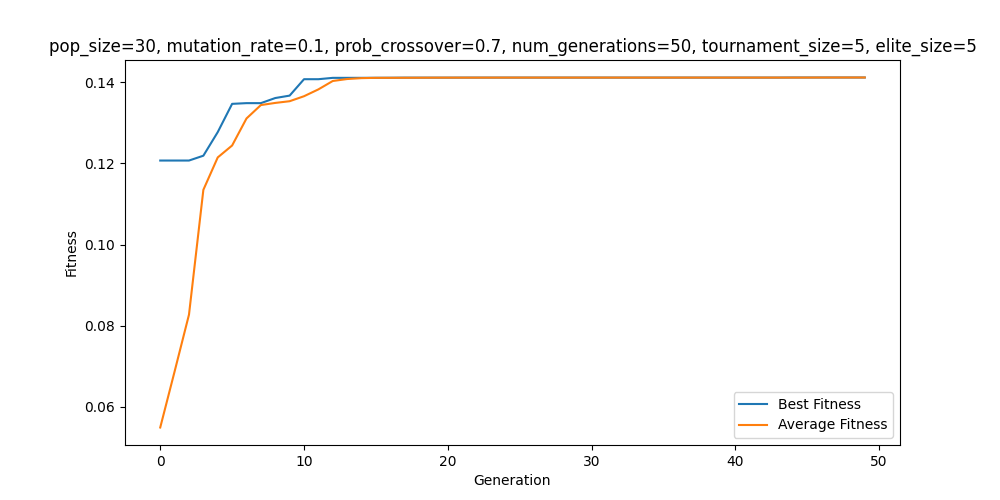 pop_size=30, mutation_rate=0.1, prob_crossover=0.7, num_generations=50, tournament_size=5, elite_size=5
0.14
0.12
0.10
0.08
0.06
Fitness
0
10
20
30
40
50
Generation
Best Fitness
Average Fitness